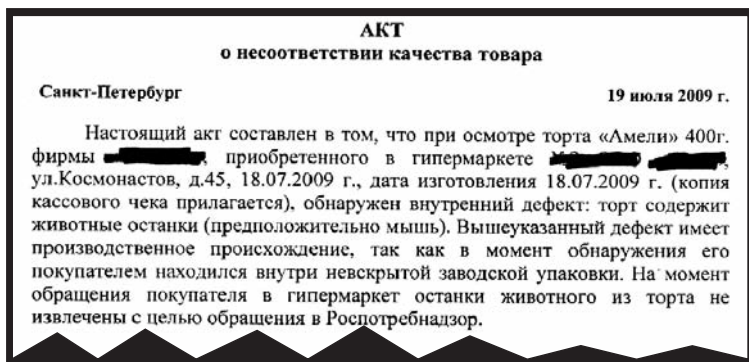 АКТ
о несоответствии качества товара
Санкт-Петербург 19 июля 2009 г.
Настоящий акт составлен в том, что при осмотре торта «Амели» 400г.
фирмы , приобретенного в гипермаркете ,
ул.Космонастов, д.45, 18.07.2009 г., дата изготовления 18.07.2009 г. (копия
кассового чека прилагается), обнаружен внутренний дефект: торт содержит
животные останки (предположительно мышь). Вышеуказанный дефект имеет
производственное происхождение, так как в момент обнаружения его
покупателем находился внутри невскрытой заводской упаковки. На момент
обращения покупателя в гипермаркет останки животного из торта не
извлечены с целью обращения в Роспотребнадзор.